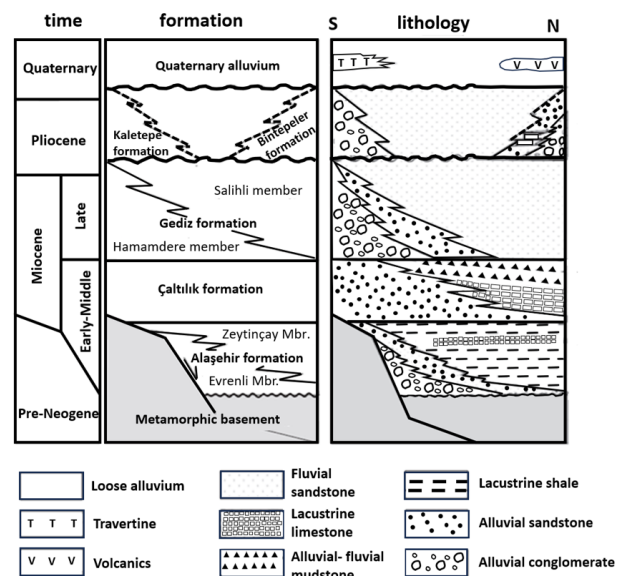 time formation S lithology N
Quaternary
Pliocene
Miocene
Late
Early-Middle
Pre-Neogene
Quaternary alluvium
Kaletepe
formation
Bintepeler
formation
Salihli member
Gediz formation
Hamamdere member
Çaltılık formation
Zeytinçay Mbr.
Alaşehir formation
Evrenli Mbr.
Metamorphic basement
T T T
V V V
Loose alluvium
T T T
Travertine
V V V
Volcanics
Fluvial
sandstone
Lacustrine
limestone
Alluvial- fluvial
mudstone
Lacustrine shale
Alluvial sandstone
Alluvial conglomerate